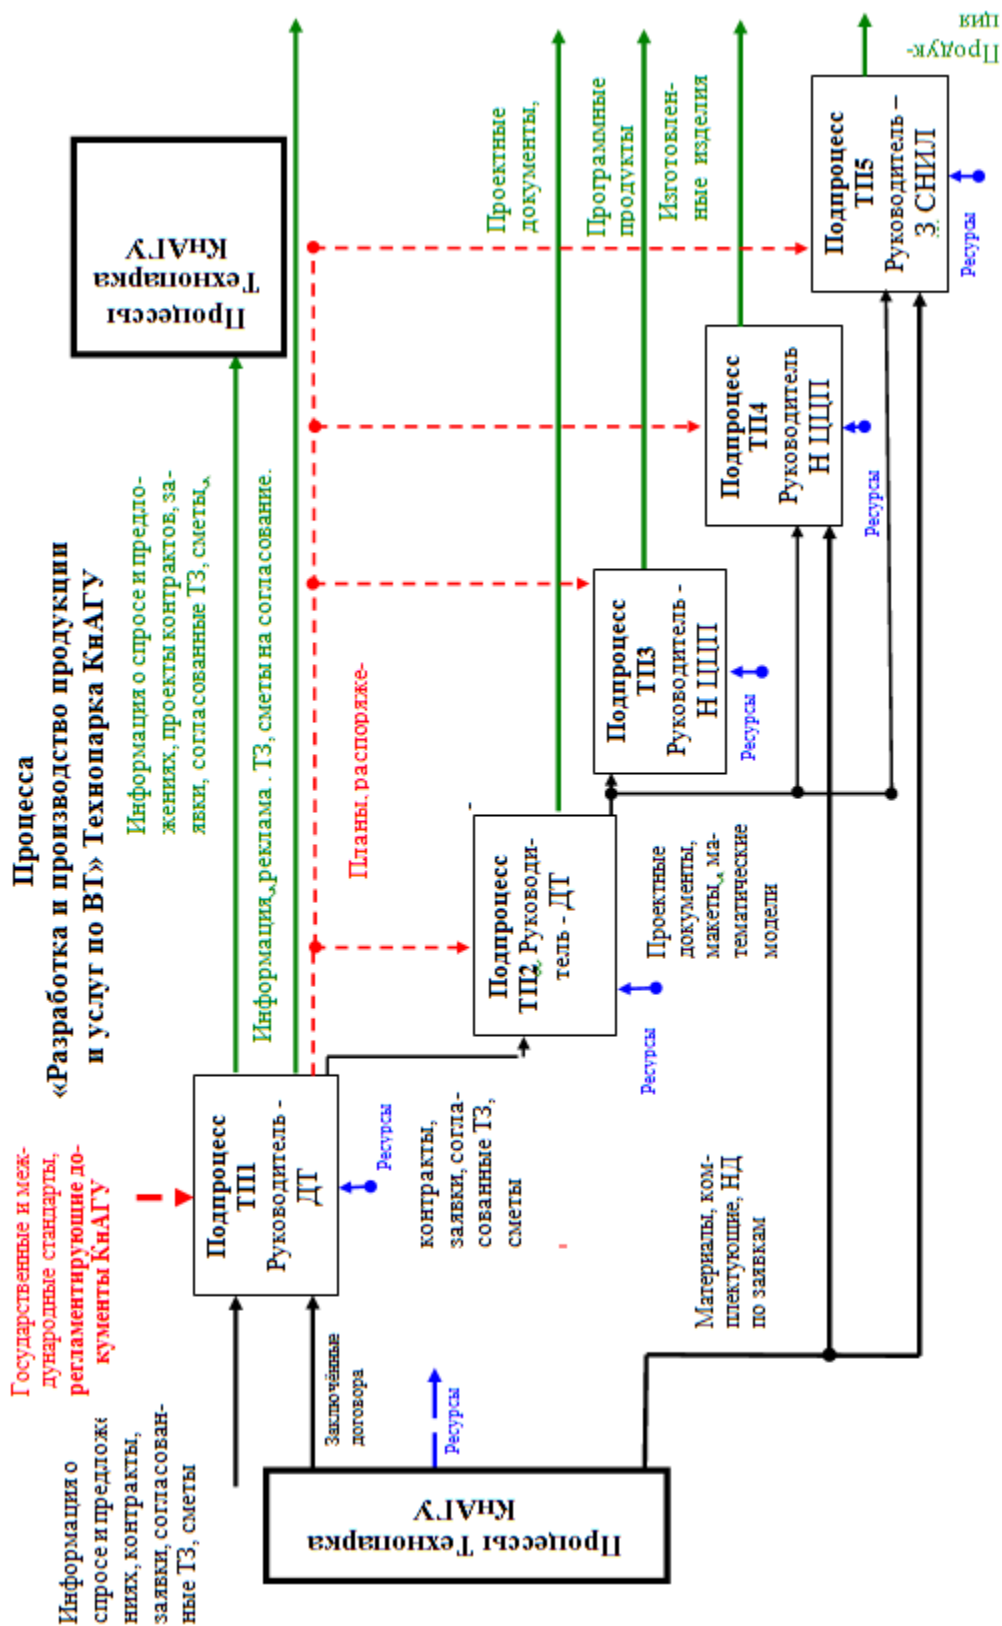 Процесса
«Разработка и производство продукции
и услуг по ВТ» Технопарка КнАГУ
Государственные и меж-
дународные стандарты,
регламентирующие до-
кументы КнАГУ
Информация о
спросе и предложе
ниях, контракты,
заявки, согласован-
ные ТЗ, сметы
Информация о спросе и предло-
жениях, проекты контрактов, за-
явки, согласованные ТЗ, сметы,
Процессы
Технопарка
КнАГУ
Информация, реклама . ТЗ, сметы на согласование.
Подпроцесс
ТП1
Руководитель -
ДТ
Ресурсы
Планы. распоряже-
Заключённые
договора
Ресурсы
Процессы Технопарка
КнАГУ
контракты,
заявки, согла-
сованные ТЗ,
сметы
-
Подпроцесс
ТП2 Руководи-
тель - ДТ
Ресурсы
-
Проектные
документы,
Проектные
документы,
макеты, ма-
тематические
модели
Подпроцесс
ТП3
Руководитель -
Н ЦЦП
Ресурсы
Программные
продукты
Подпроцесс
ТП4
Руководитель
Н ЦЦП
Ресурсы
Изготовлен-
ные изделия
Материалы, ком-
плектующие, НД
по заявкам
Подпроцесс
ТП5
Руководитель –
З СНИЛ
Ресурсы
Продук-
ция